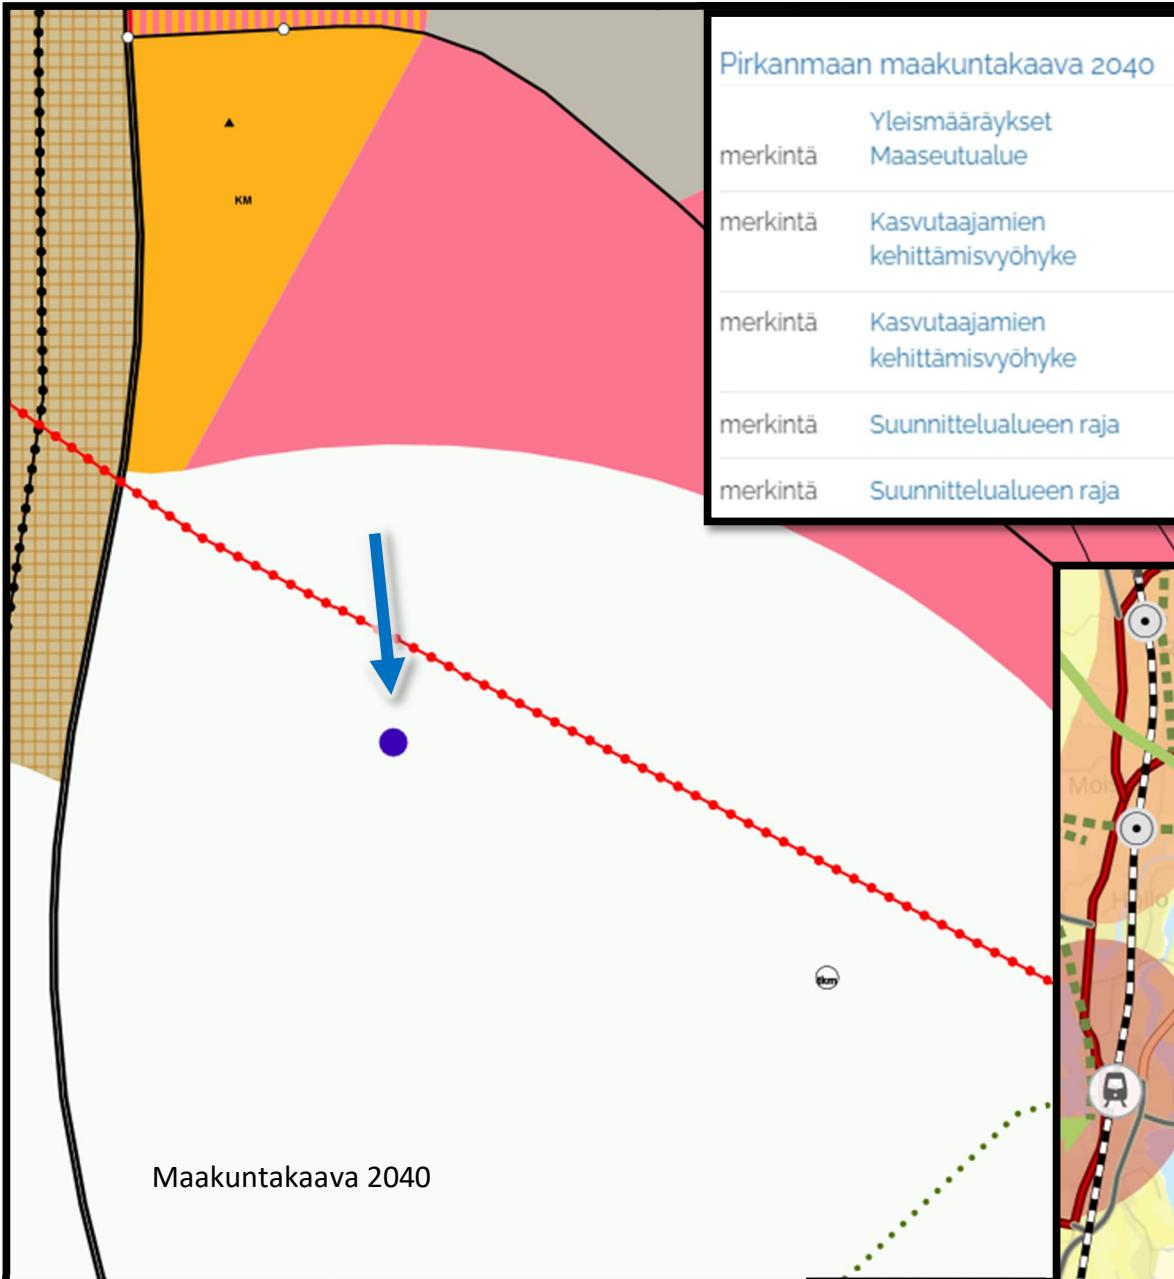 Pirkanmaan maakuntakaava 2040
Yleismääräykset
merkintä Maaseutualue
merkintä Kasvutaajamien
kehittämisvyöhyke
merkintä Kasvutaajamien
kehittämisvyöhyke
merkintä Suunnittelualueen raja
merkintä Suunnittelualueen raja
KM
tkm
Maakuntakaava 2040